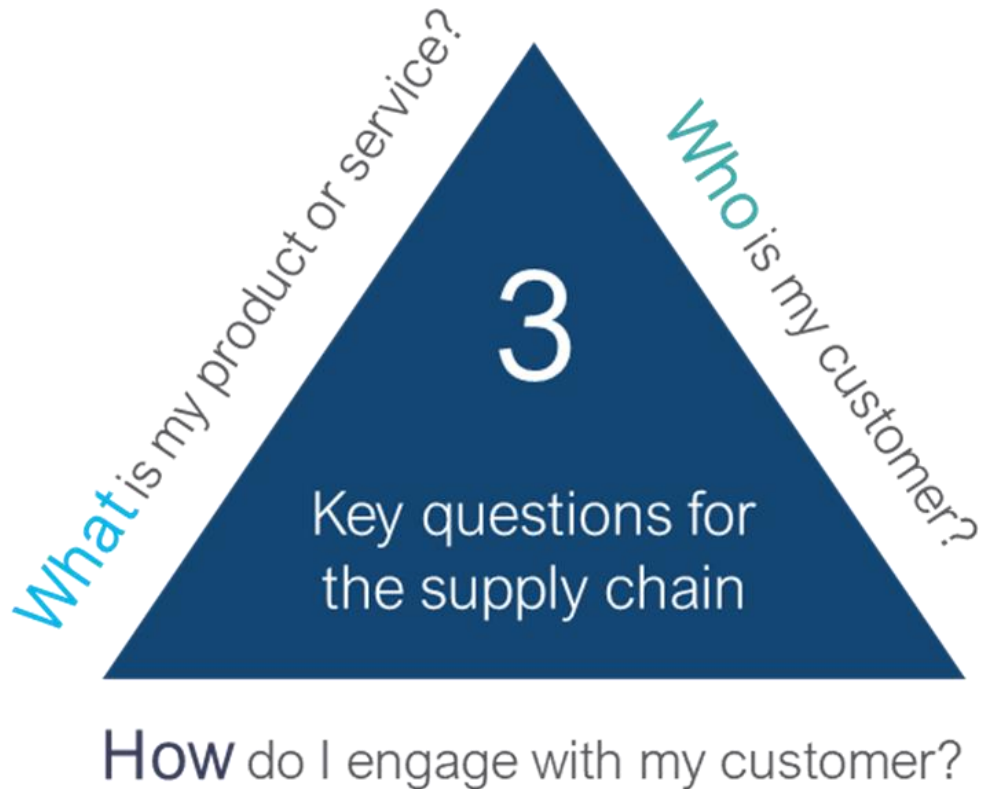 What is my product or service?
Who is my customer?
3
Key questions for
the supply chain
How do I engage with my customer?